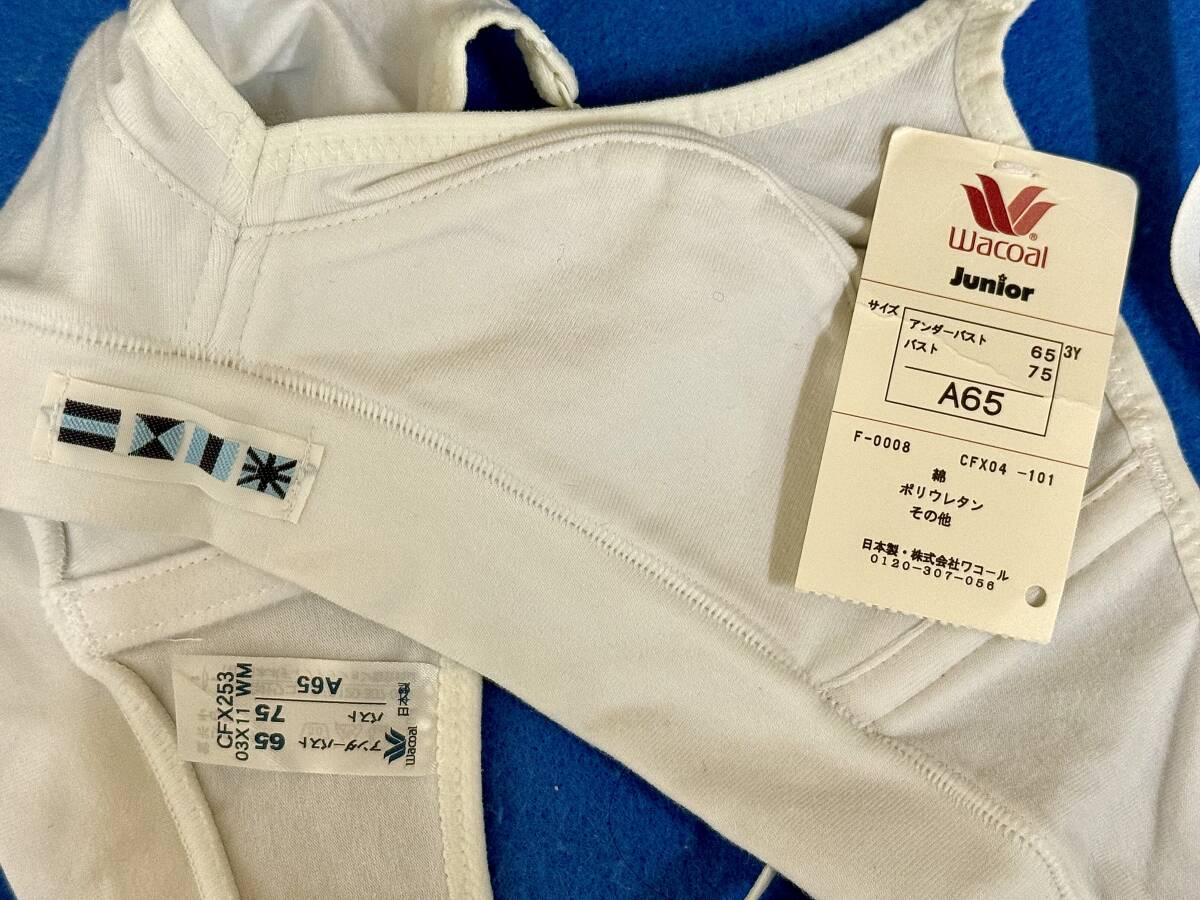 Wacoal®
Junior
サイズ
アンダーバスト 65 3Y
バスト 75
A65
F-0008 CFX04 -101
綿
ポリウレタン
その他
日本製・株式会社ワコール
0120-307-056
Wacoal
日本製
アンダーバスト 65
バスト 75
A65
CFX253
03X11 WM